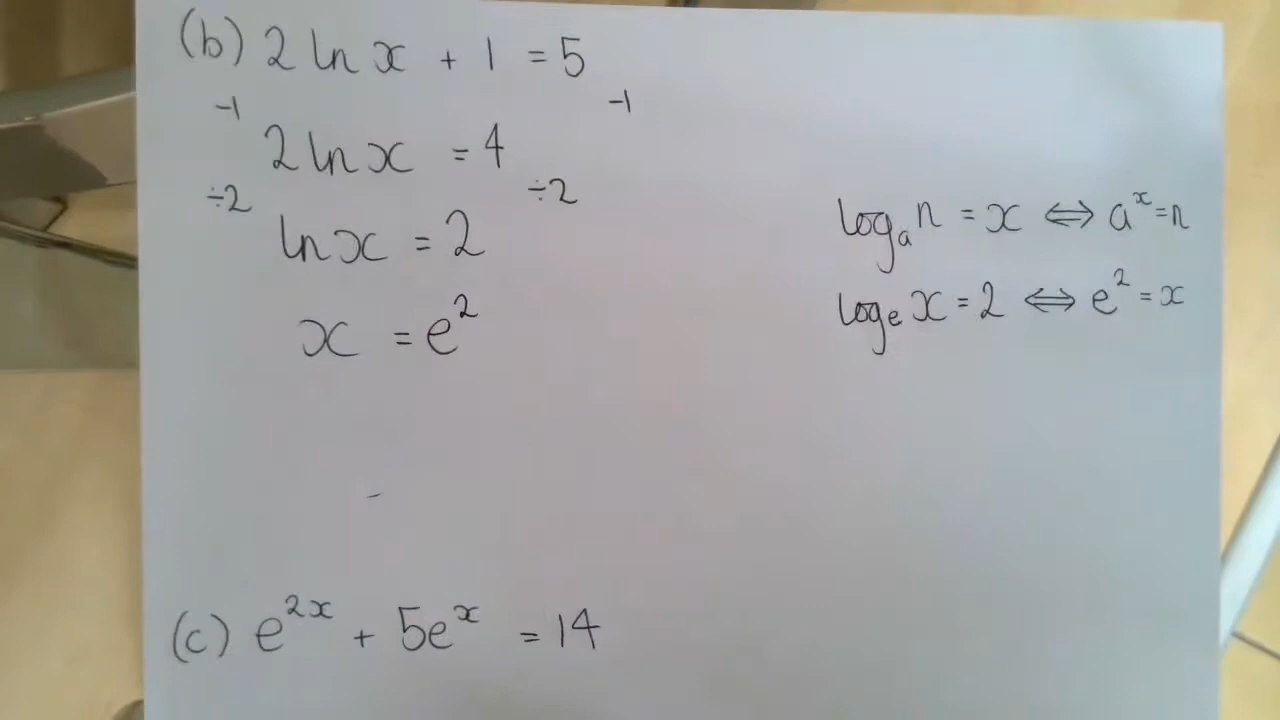 (b) 2 ln x + 1 = 5
-1 -1
2 ln x = 4
÷2 ÷2
ln x = 2
x = e²
logₐ n = x ⇔ aˣ = n
logₑ x = 2 ⇔ e² = x
(c) e²ˣ + 5eˣ = 14